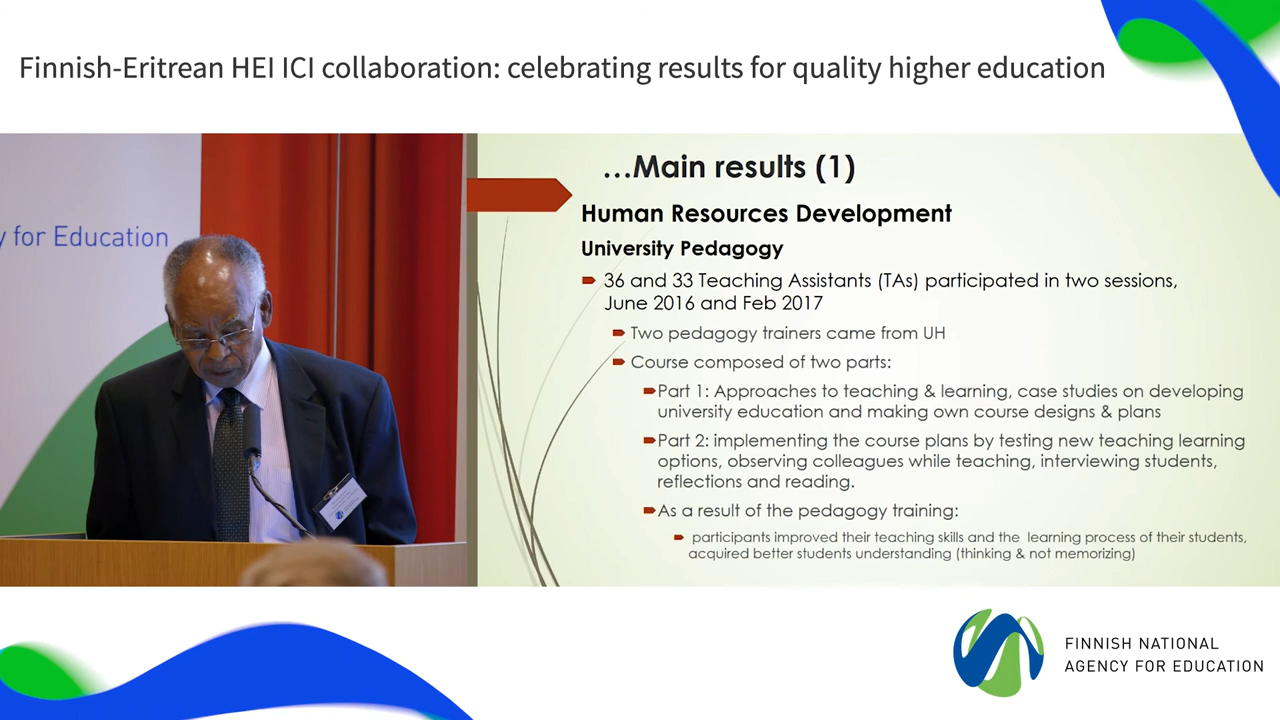 Finnish-Eritrean HEI ICI collaboration: celebrating results for quality higher education
y for Education
...Main results (1)
Human Resources Development
University Pedagogy
36 and 33 Teaching Assistants (TAs) participated in two sessions,
June 2016 and Feb 2017
Two pedagogy trainers came from UH
Course composed of two parts:
Part 1: Approaches to teaching & learning, case studies on developing
university education and making own course designs & plans
Part 2: implementing the course plans by testing new teaching learning
options, observing colleagues while teaching, interviewing students,
reflections and reading.
As a result of the pedagogy training:
participants improved their teaching skills and the learning process of their students,
acquired better students understanding (thinking & not memorizing)
FINNISH NATIONAL
AGENCY FOR EDUCATION